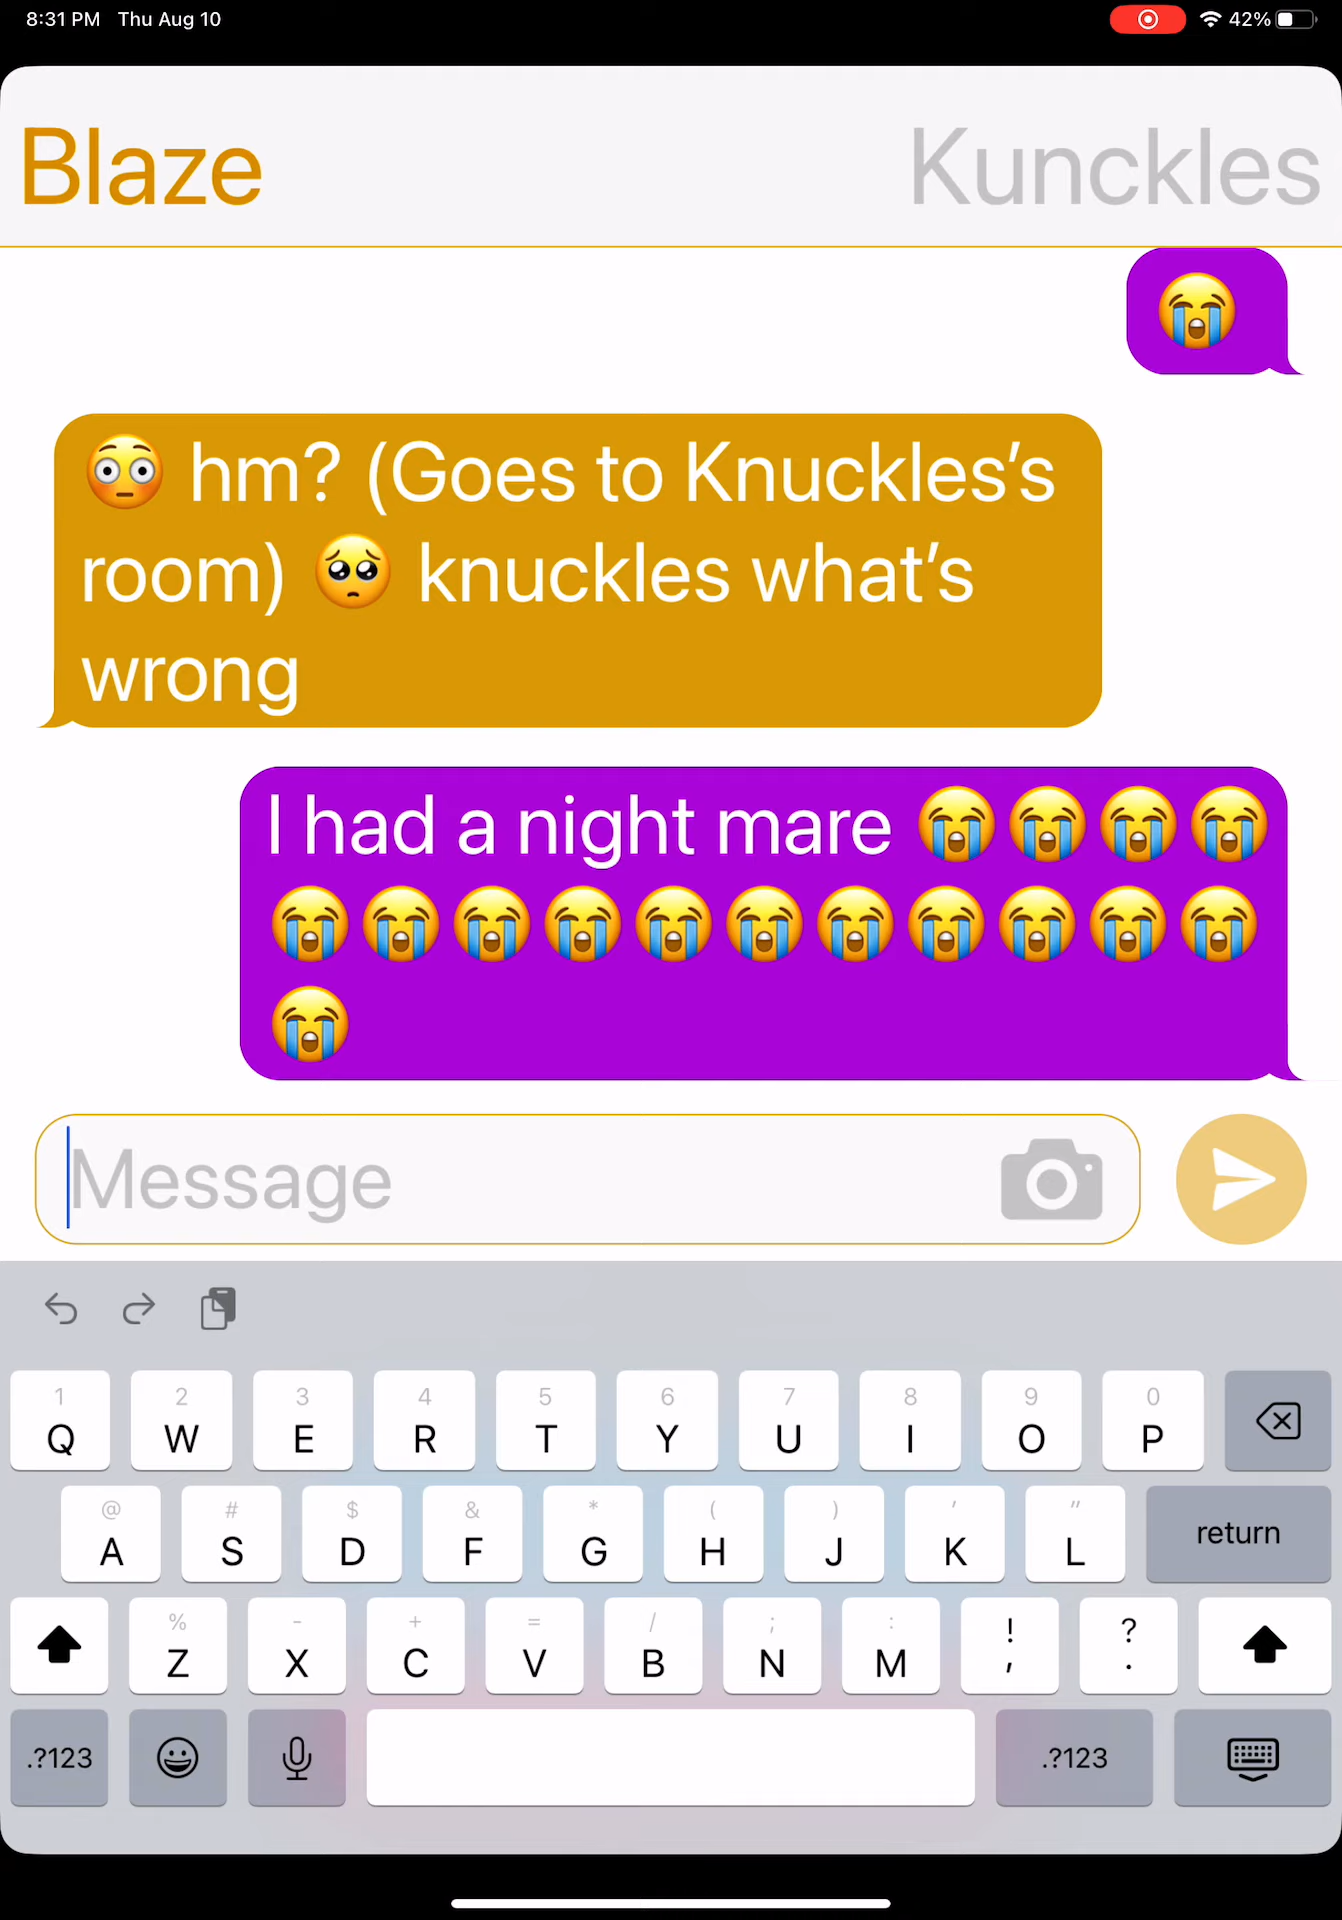 8:31 PM Thu Aug 10 42%
Blaze Kunckles
😭
😳 hm? (Goes to Knuckles’s
room) 🥺 knuckles what’s
wrong
I had a night mare 😭😭😭😭
😭😭😭😭😭😭😭😭😭😭😭
😭
Message
1 2 3 4 5 6 7 8 9 0
Q W E R T Y U I O P
@ # $ & * ( ) ' "
A S D F G H J K L return
% - + = / ; : ! ?
Z X C V B N M , .
.?123 .?123